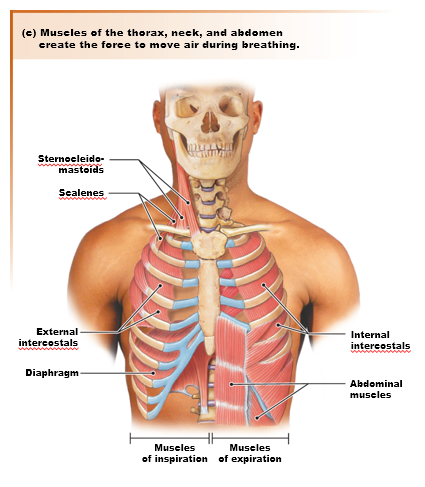 (c) Muscles of the thorax, neck, and abdomen
create the force to move air during breathing.
Sternocleido-
mastoids
Scalenes
External
intercostals
Diaphragm
Internal
intercostals
Abdominal
muscles
Muscles
of inspiration
Muscles
of expiration